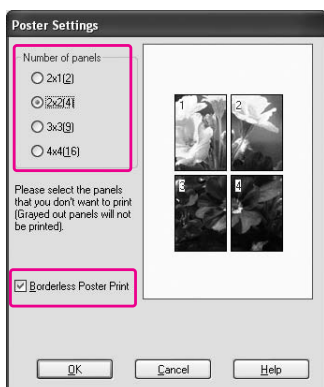 Poster Settings
Number of panels
2x1(2)
2x2(4)
3x3(9)
4x4(16)
1 2
3 4
Please select the panels
that you don't want to print
(Grayed out panels will not
be printed).
Borderless Poster Print
OK Cancel Help